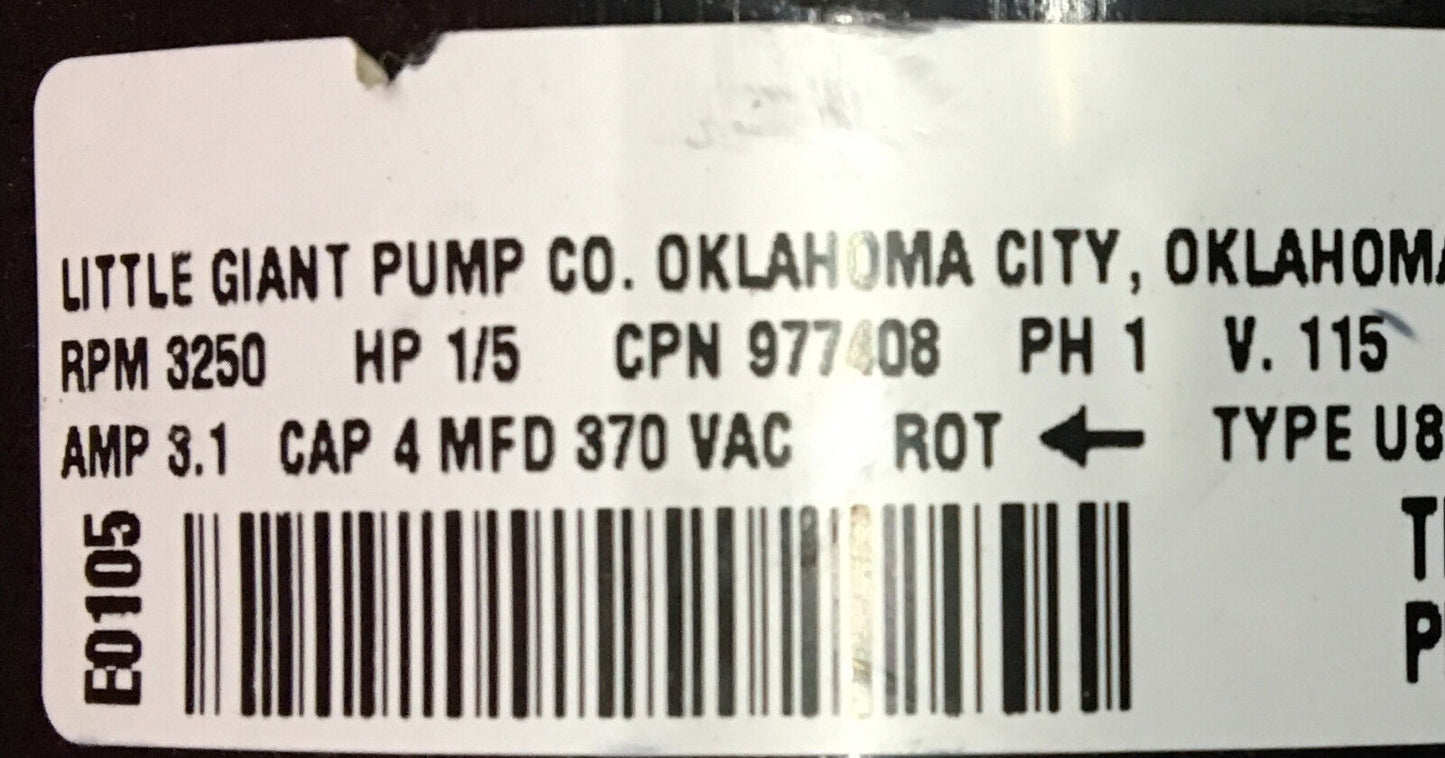 LITTLE GIANT PUMP CO. OKLAHOMA CITY, OKLAHOMA
RPM 3250 HP 1/5 CPN 977408 PH 1 V. 115
AMP 3.1 CAP 4 MFD 370 VAC ROT ← TYPE U8
E0105